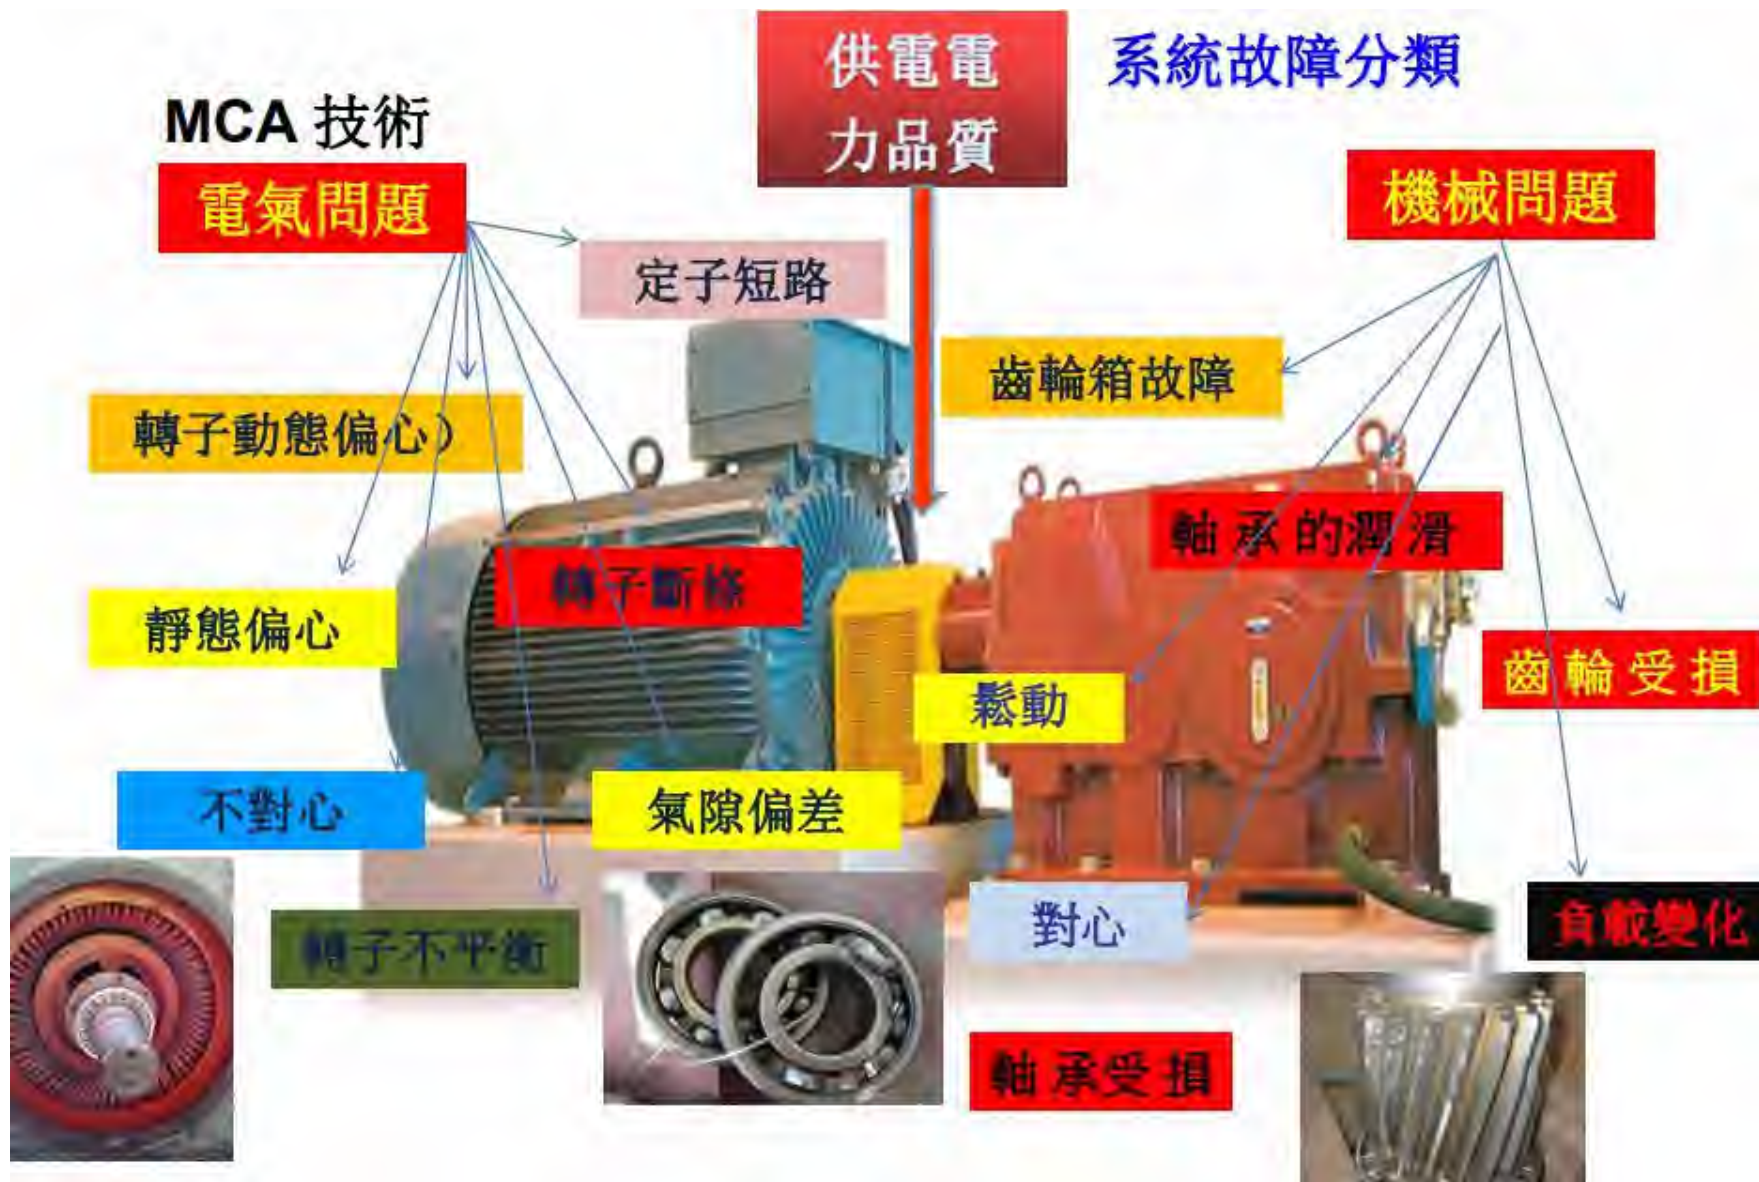 系統故障分類
供電電
力品質
MCA 技術
電氣問題
機械問題
定子短路
齒輪箱故障
轉子動態偏心）
軸承的潤滑
轉子斷條
靜態偏心
齒輪受損
鬆動
不對心
氣隙偏差
轉子不平衡
對心
負載變化
軸承受損